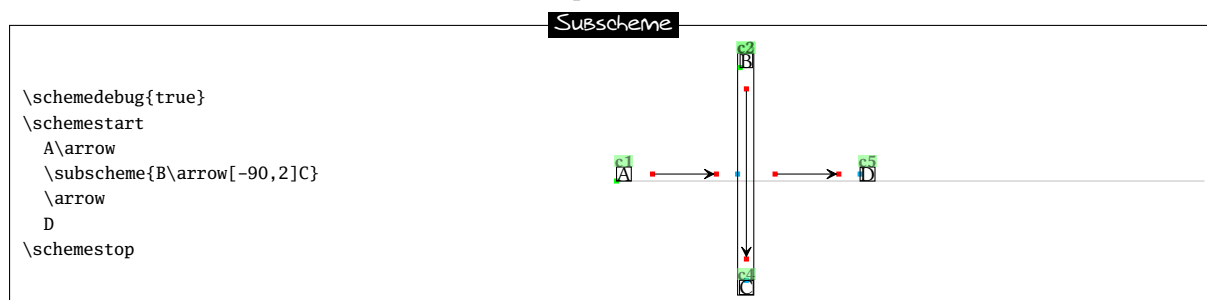 Subscheme
\schemedebug{true}
\schemestart
A\arrow
\subscheme{B\arrow[-90,2]C}
\arrow
D
\schemestop
c2
B
c1
A
c5
D
c4
C